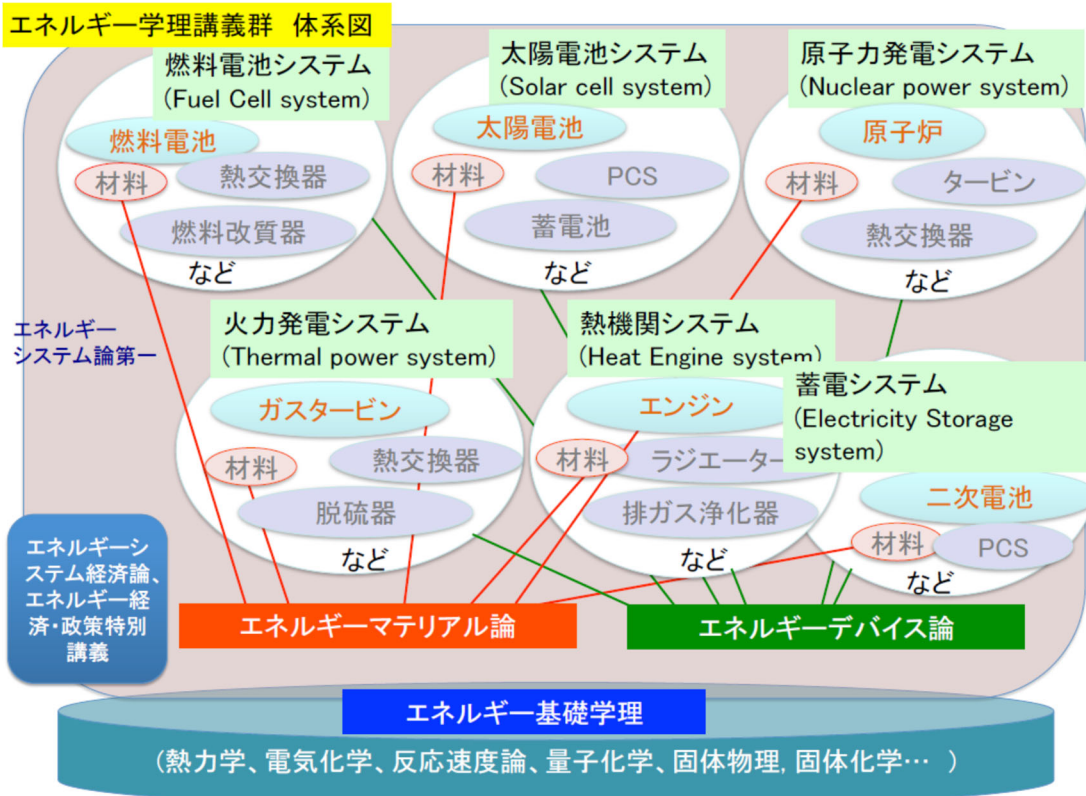 エネルギー学理講義群 体系図
燃料電池システム
(Fuel Cell system)
燃料電池
材料
熱交換器
燃料改質器
など
太陽電池システム
(Solar cell system)
太陽電池
材料
PCS
蓄電池
など
原子力発電システム
(Nuclear power system)
原子炉
材料
タービン
熱交換器
など
エネルギー
システム論第一
火力発電システム
(Thermal power system)
ガスタービン
材料
熱交換器
脱硫器
など
熱機関システム
(Heat Engine system)
エンジン
材料
ラジエーター
排ガス浄化器
など
蓄電システム
(Electricity Storage
system)
二次電池
材料
PCS
など
エネルギーシ
ステム経済論、
エネルギー経
済・政策特別
講義
エネルギーマテリアル論
エネルギーデバイス論
エネルギー基礎学理
(熱力学、電気化学、反応速度論、量子化学、固体物理, 固体化学… )